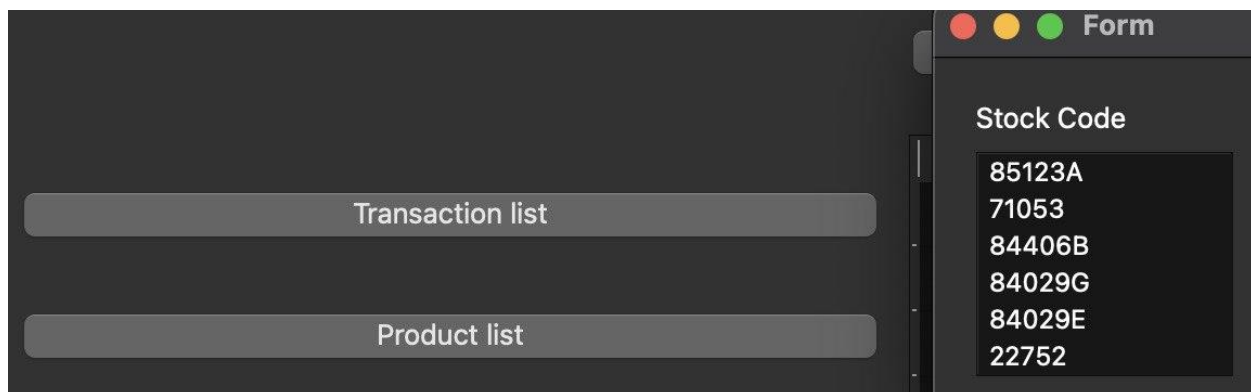 Form
Stock Code
85123A
71053
84406B
84029G
84029E
22752
Transaction list
Product list